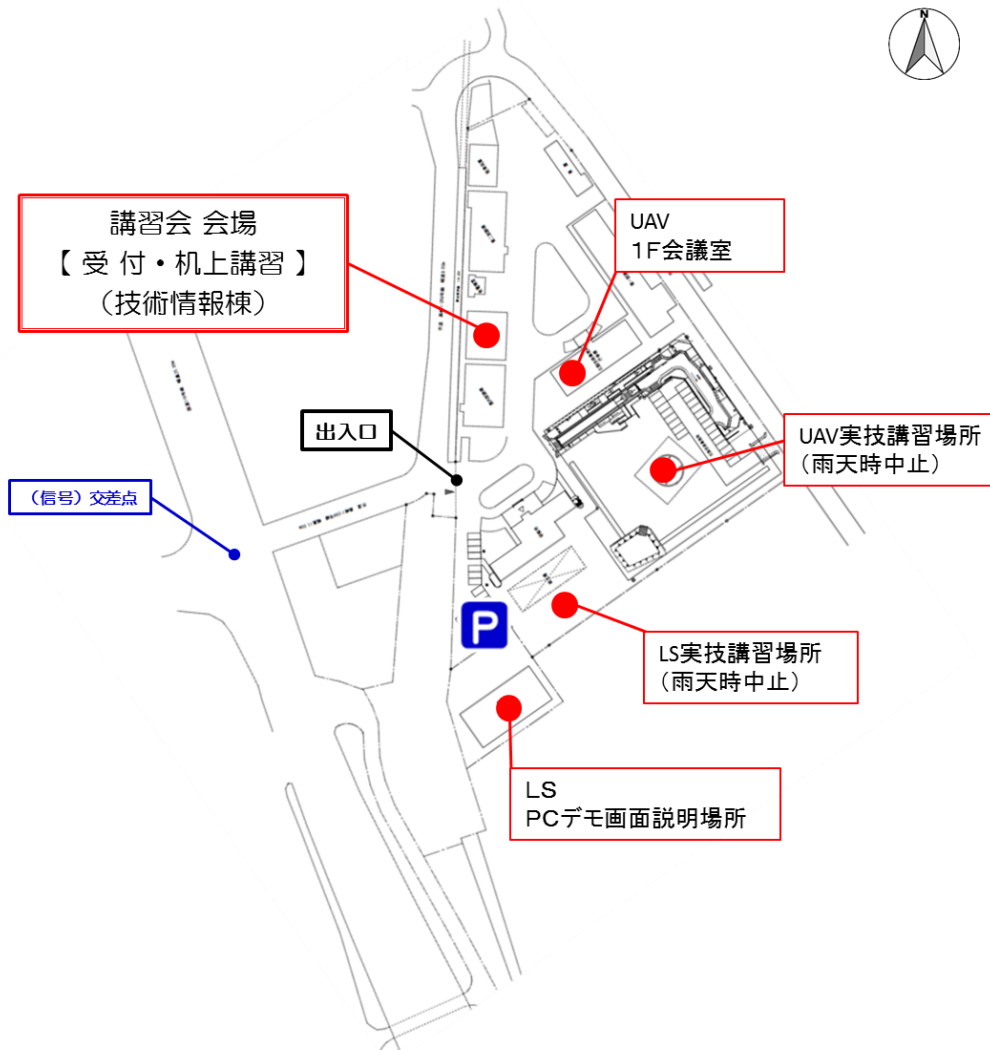 N
講習会 会場
【 受 付・机上講習 】
（技術情報棟）
UAV
1F会議室
出入口
UAV実技講習場所
（雨天時中止）
（信号）交差点
P
LS実技講習場所
（雨天時中止）
LS
PCデモ画面説明場所